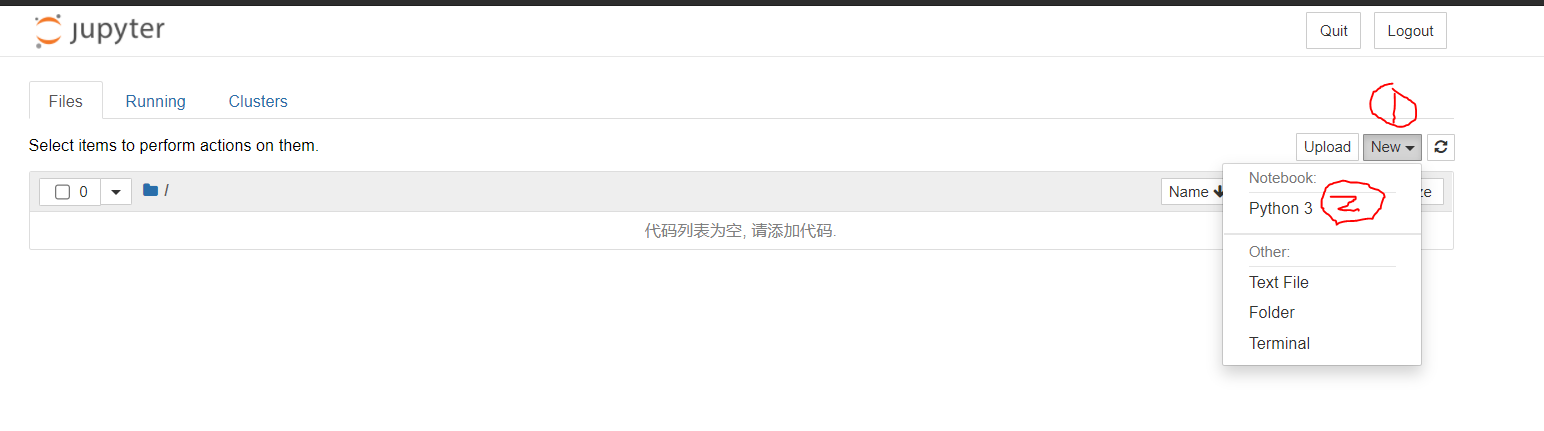 jupyter
Quit Logout
Files Running Clusters
1
Select items to perform actions on them.
Upload New
Notebook:
0 / Name
Python 3 2
代码列表为空, 请添加代码.
Other:
Text File
Folder
Terminal